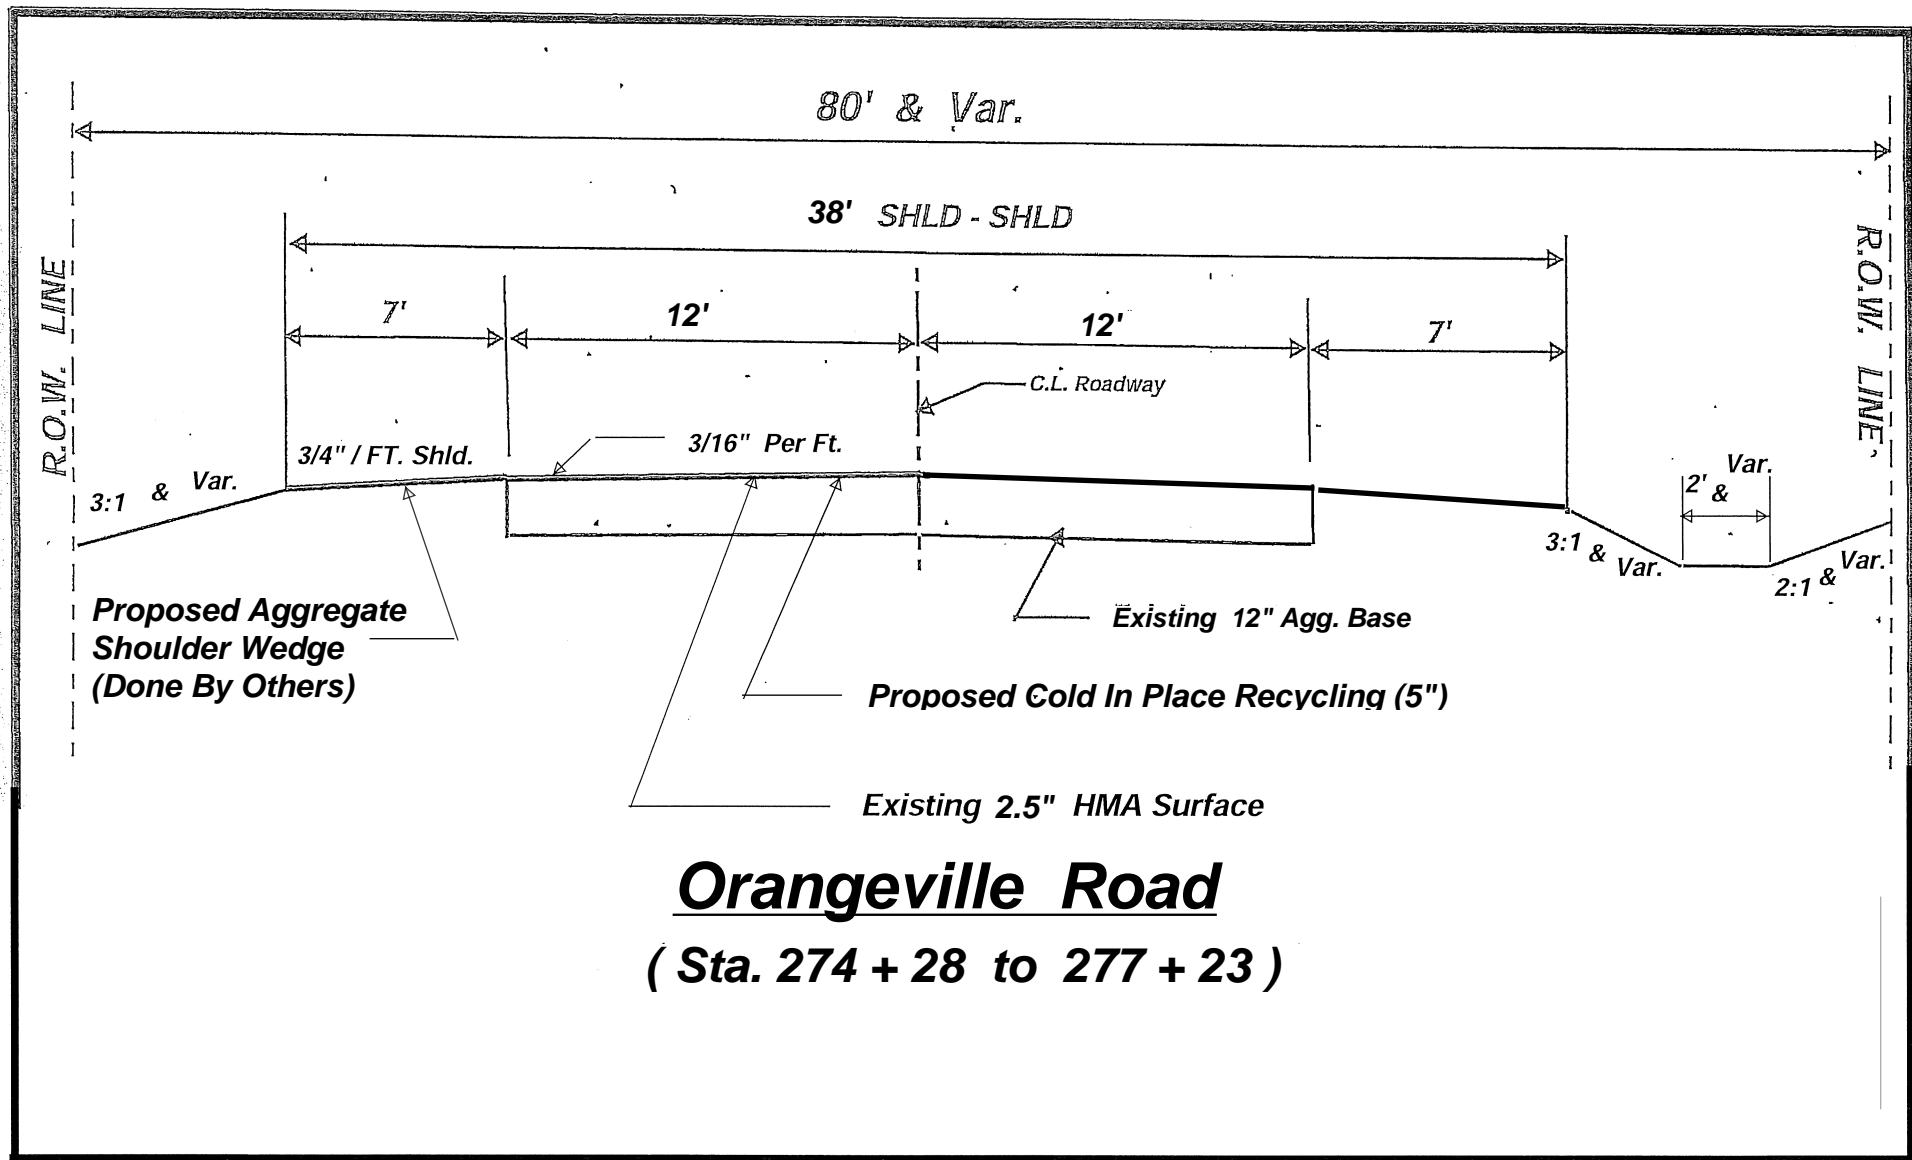 80' & Var.
38' SHLD - SHLD
R.O.W. LINE
R.O.W. LINE
7'
12'
12'
7'
C.L. Roadway
3/4" / FT. Shld.
3/16" Per Ft.
3:1 & Var.
Var.
2' &
3:1 & Var.
2:1 & Var.
Proposed Aggregate
Shoulder Wedge
(Done By Others)
Existing 12" Agg. Base
Proposed Cold In Place Recycling (5")
Existing 2.5" HMA Surface
Orangeville Road
( Sta. 274 + 28 to 277 + 23 )